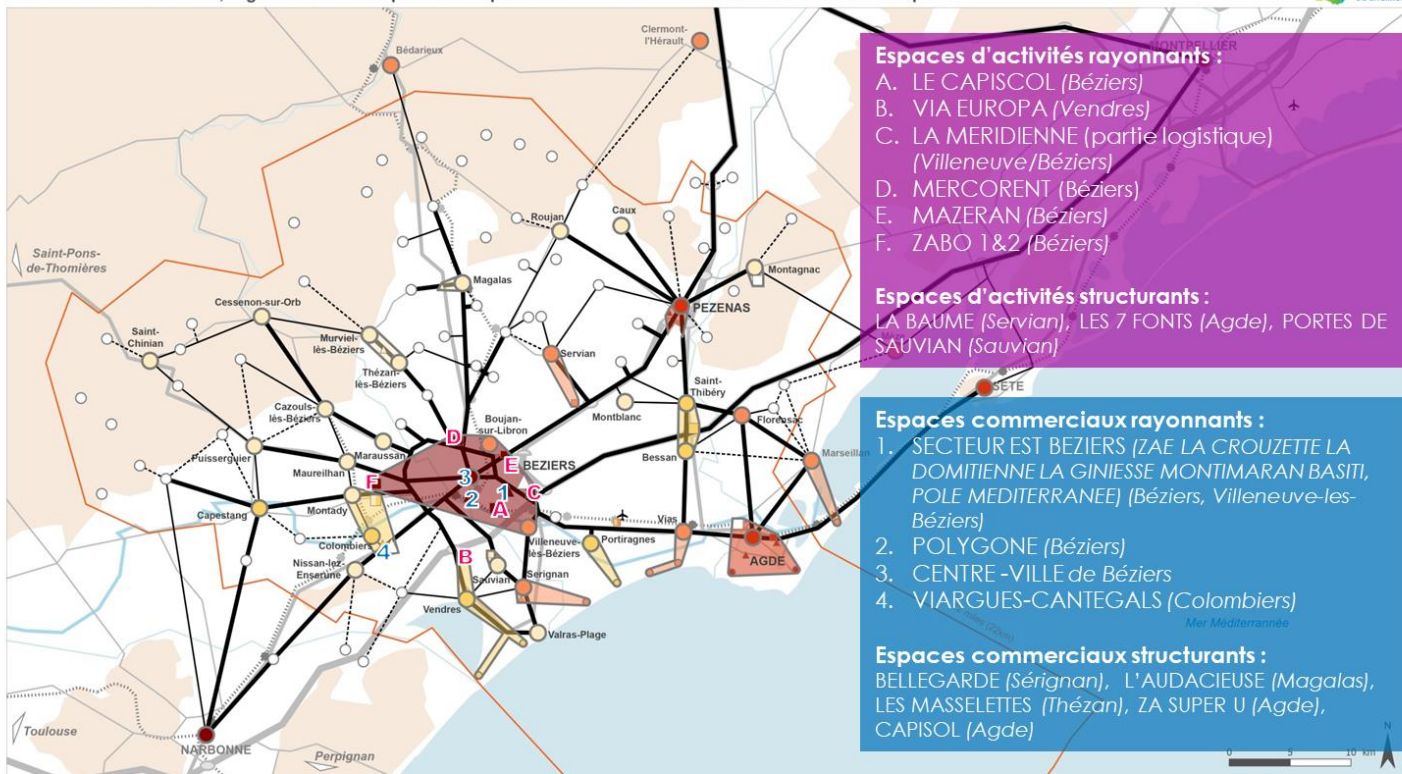 Bédarieux
Clermont-
l'Hérault
MONTPELLIER
Saint-Pons-
de-Thomières
Roujan
Caux
Magalas
Montagnac
PEZENAS
Cessenon-sur-Orb
Saint-
Chinian
Murviel-
lès-Béziers
Servian
Thézan-
lès-Béziers
Saint-
Thibéry
SETE
Cazouls-
lès-Béziers
Boujan-
sur-Libron
Montblanc
Florensac
Maraussan
D
Puisserguier
Maureilhan
Bessan
Marseillan
E
BEZIERS
F
3
1
C
2
A
Capestang
Montady
Vias
Colombiers
4
Villeneuve-
lès-Béziers
Portiragnes
AGDE
Nissan-lez-
Enserune
B
Sauvian
Serignan
Vendres
Valras-Plage
Toulouse
NARBONNE
Perpignan
Espaces d'activités rayonnants :
A. LE CAPISCOL (Béziers)
B. VIA EUROPA (Vendres)
C. LA MERIDIENNE (partie logistique)
(Villeneuve/Béziers)
D. MERCORENT (Béziers)
E. MAZERAN (Béziers)
F. ZABO 1&2 (Béziers)
Espaces d'activités structurants :
LA BAUME (Servian), LES 7 FONTS (Agde), PORTES DE
SAUVIAN (Sauvian)
Espaces commerciaux rayonnants :
1. SECTEUR EST BEZIERS (ZAE LA CROUZETTE LA
DOMITIENNE LA GINIESSE MONTIMARAN BASITI,
POLE MEDITERRANEE) (Béziers, Villeneuve-les-
Béziers)
2. POLYGONE (Béziers)
3. CENTRE -VILLE de Béziers
4. VIARGUES-CANTEGALS (Colombiers)
Mer Méditerrannée
Espaces commerciaux structurants :
BELLEGARDE (Sérignan), L'AUDACIEUSE (Magalas),
LES MASSELETTES (Thézan), ZA SUPER U (Agde),
CAPISOL (Agde)
N
0 5 10 km